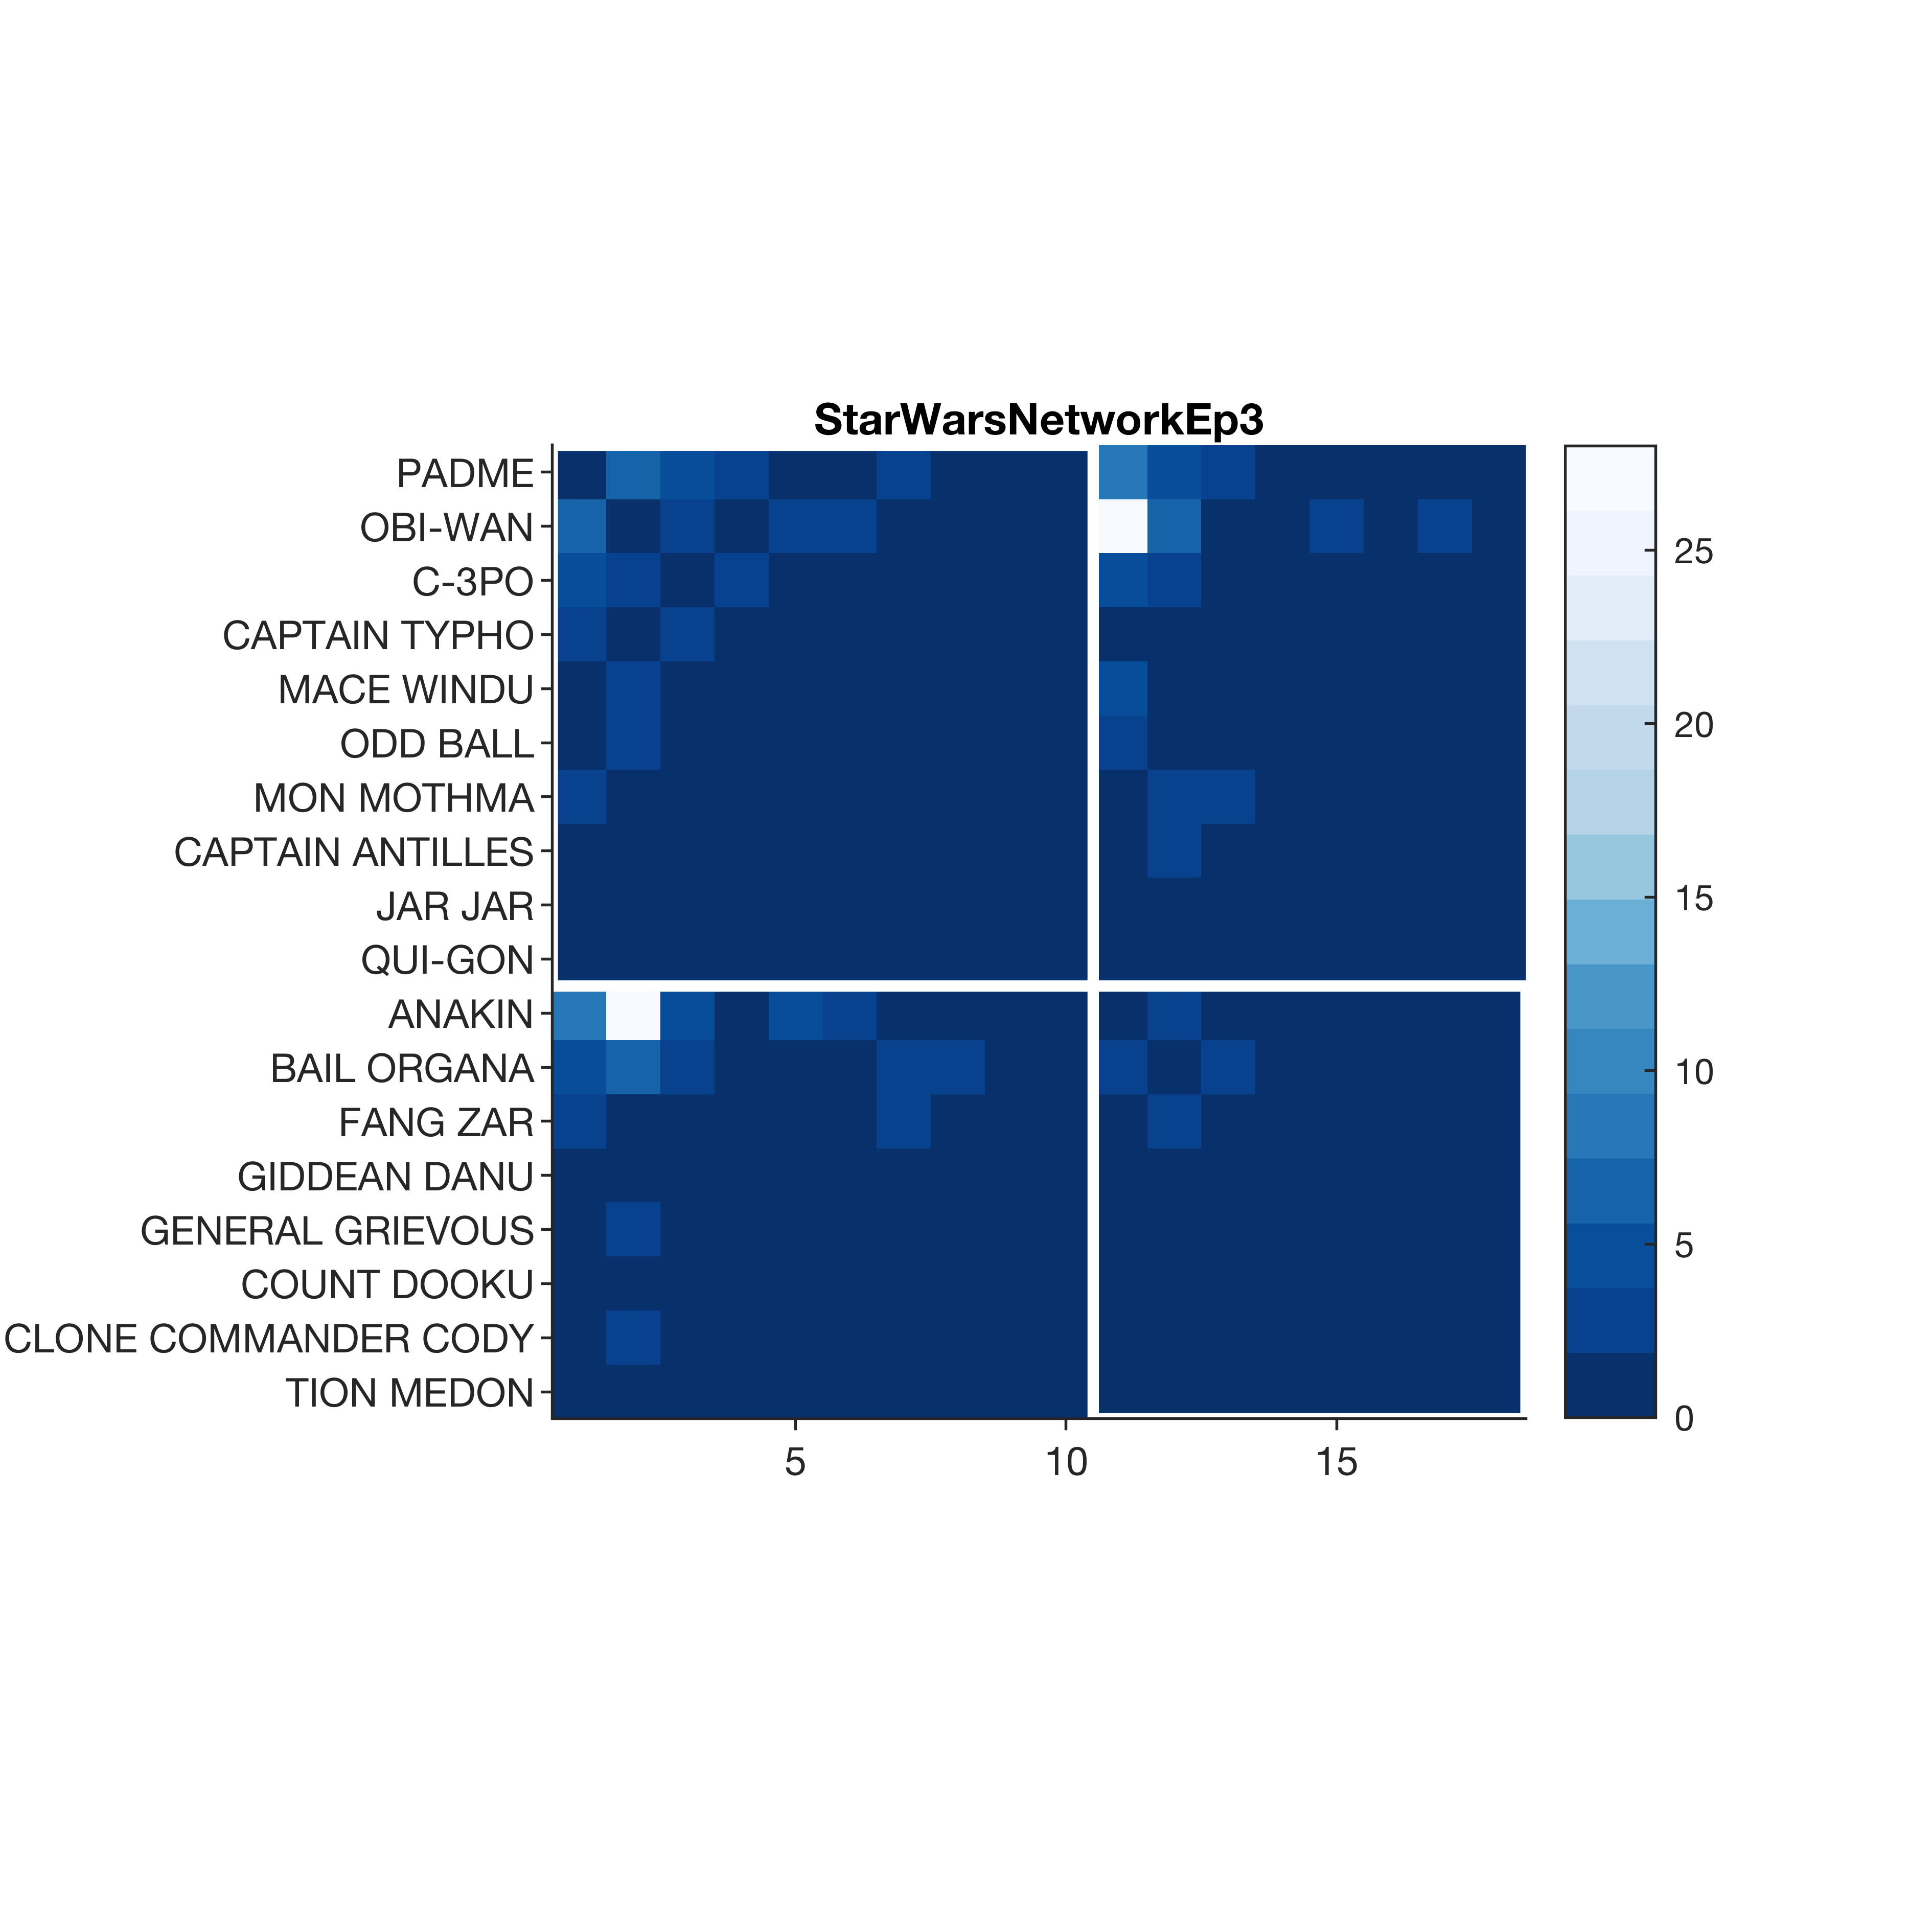 StarWarsNetworkEp3
PADME
OBI-WAN
C-3PO
CAPTAIN TYPHO
MACE WINDU
ODD BALL
MON MOTHMA
CAPTAIN ANTILLES
JAR JAR
QUI-GON
ANAKIN
BAIL ORGANA
FANG ZAR
GIDDEAN DANU
GENERAL GRIEVOUS
COUNT DOOKU
CLONE COMMANDER CODY
TION MEDON
5 10 15
25
20
15
10
5
0